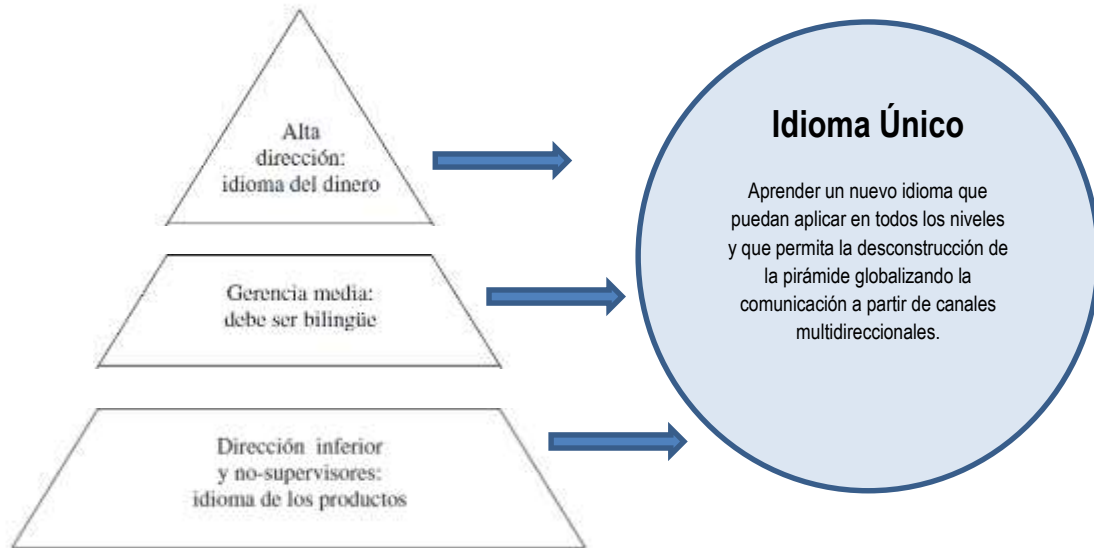 Alta
dirección:
idioma del dinero
Gerencia media:
debe ser bilingüe
Dirección inferior
y no-supervisores:
idioma de los productos
Idioma Único
Aprender un nuevo idioma que
puedan aplicar en todos los niveles
y que permita la desconstrucción de
la pirámide globalizando la
comunicación a partir de canales
multidireccionales.